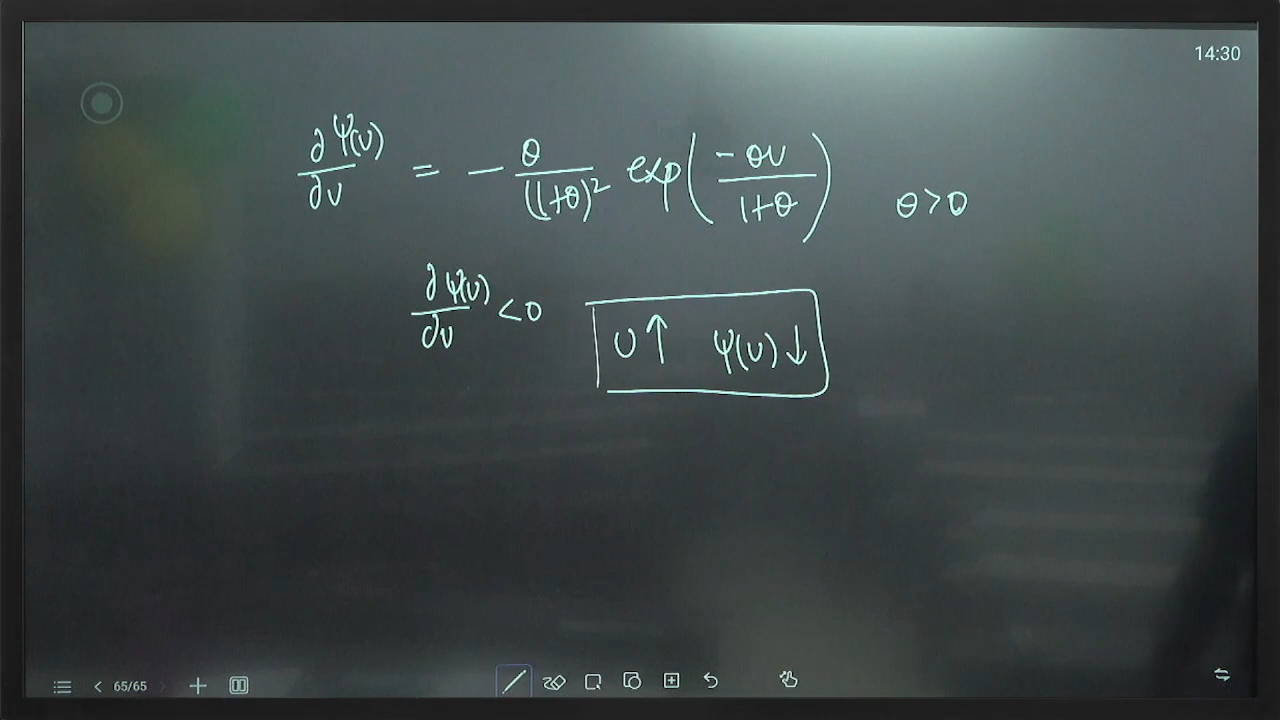 14:30
∂Ψ(υ)/∂υ = - θ/(1+θ)² exp(-θυ/1+θ) θ>0
∂Ψ(υ)/∂υ <0
υ↑ Ψ(υ)↓
65/65